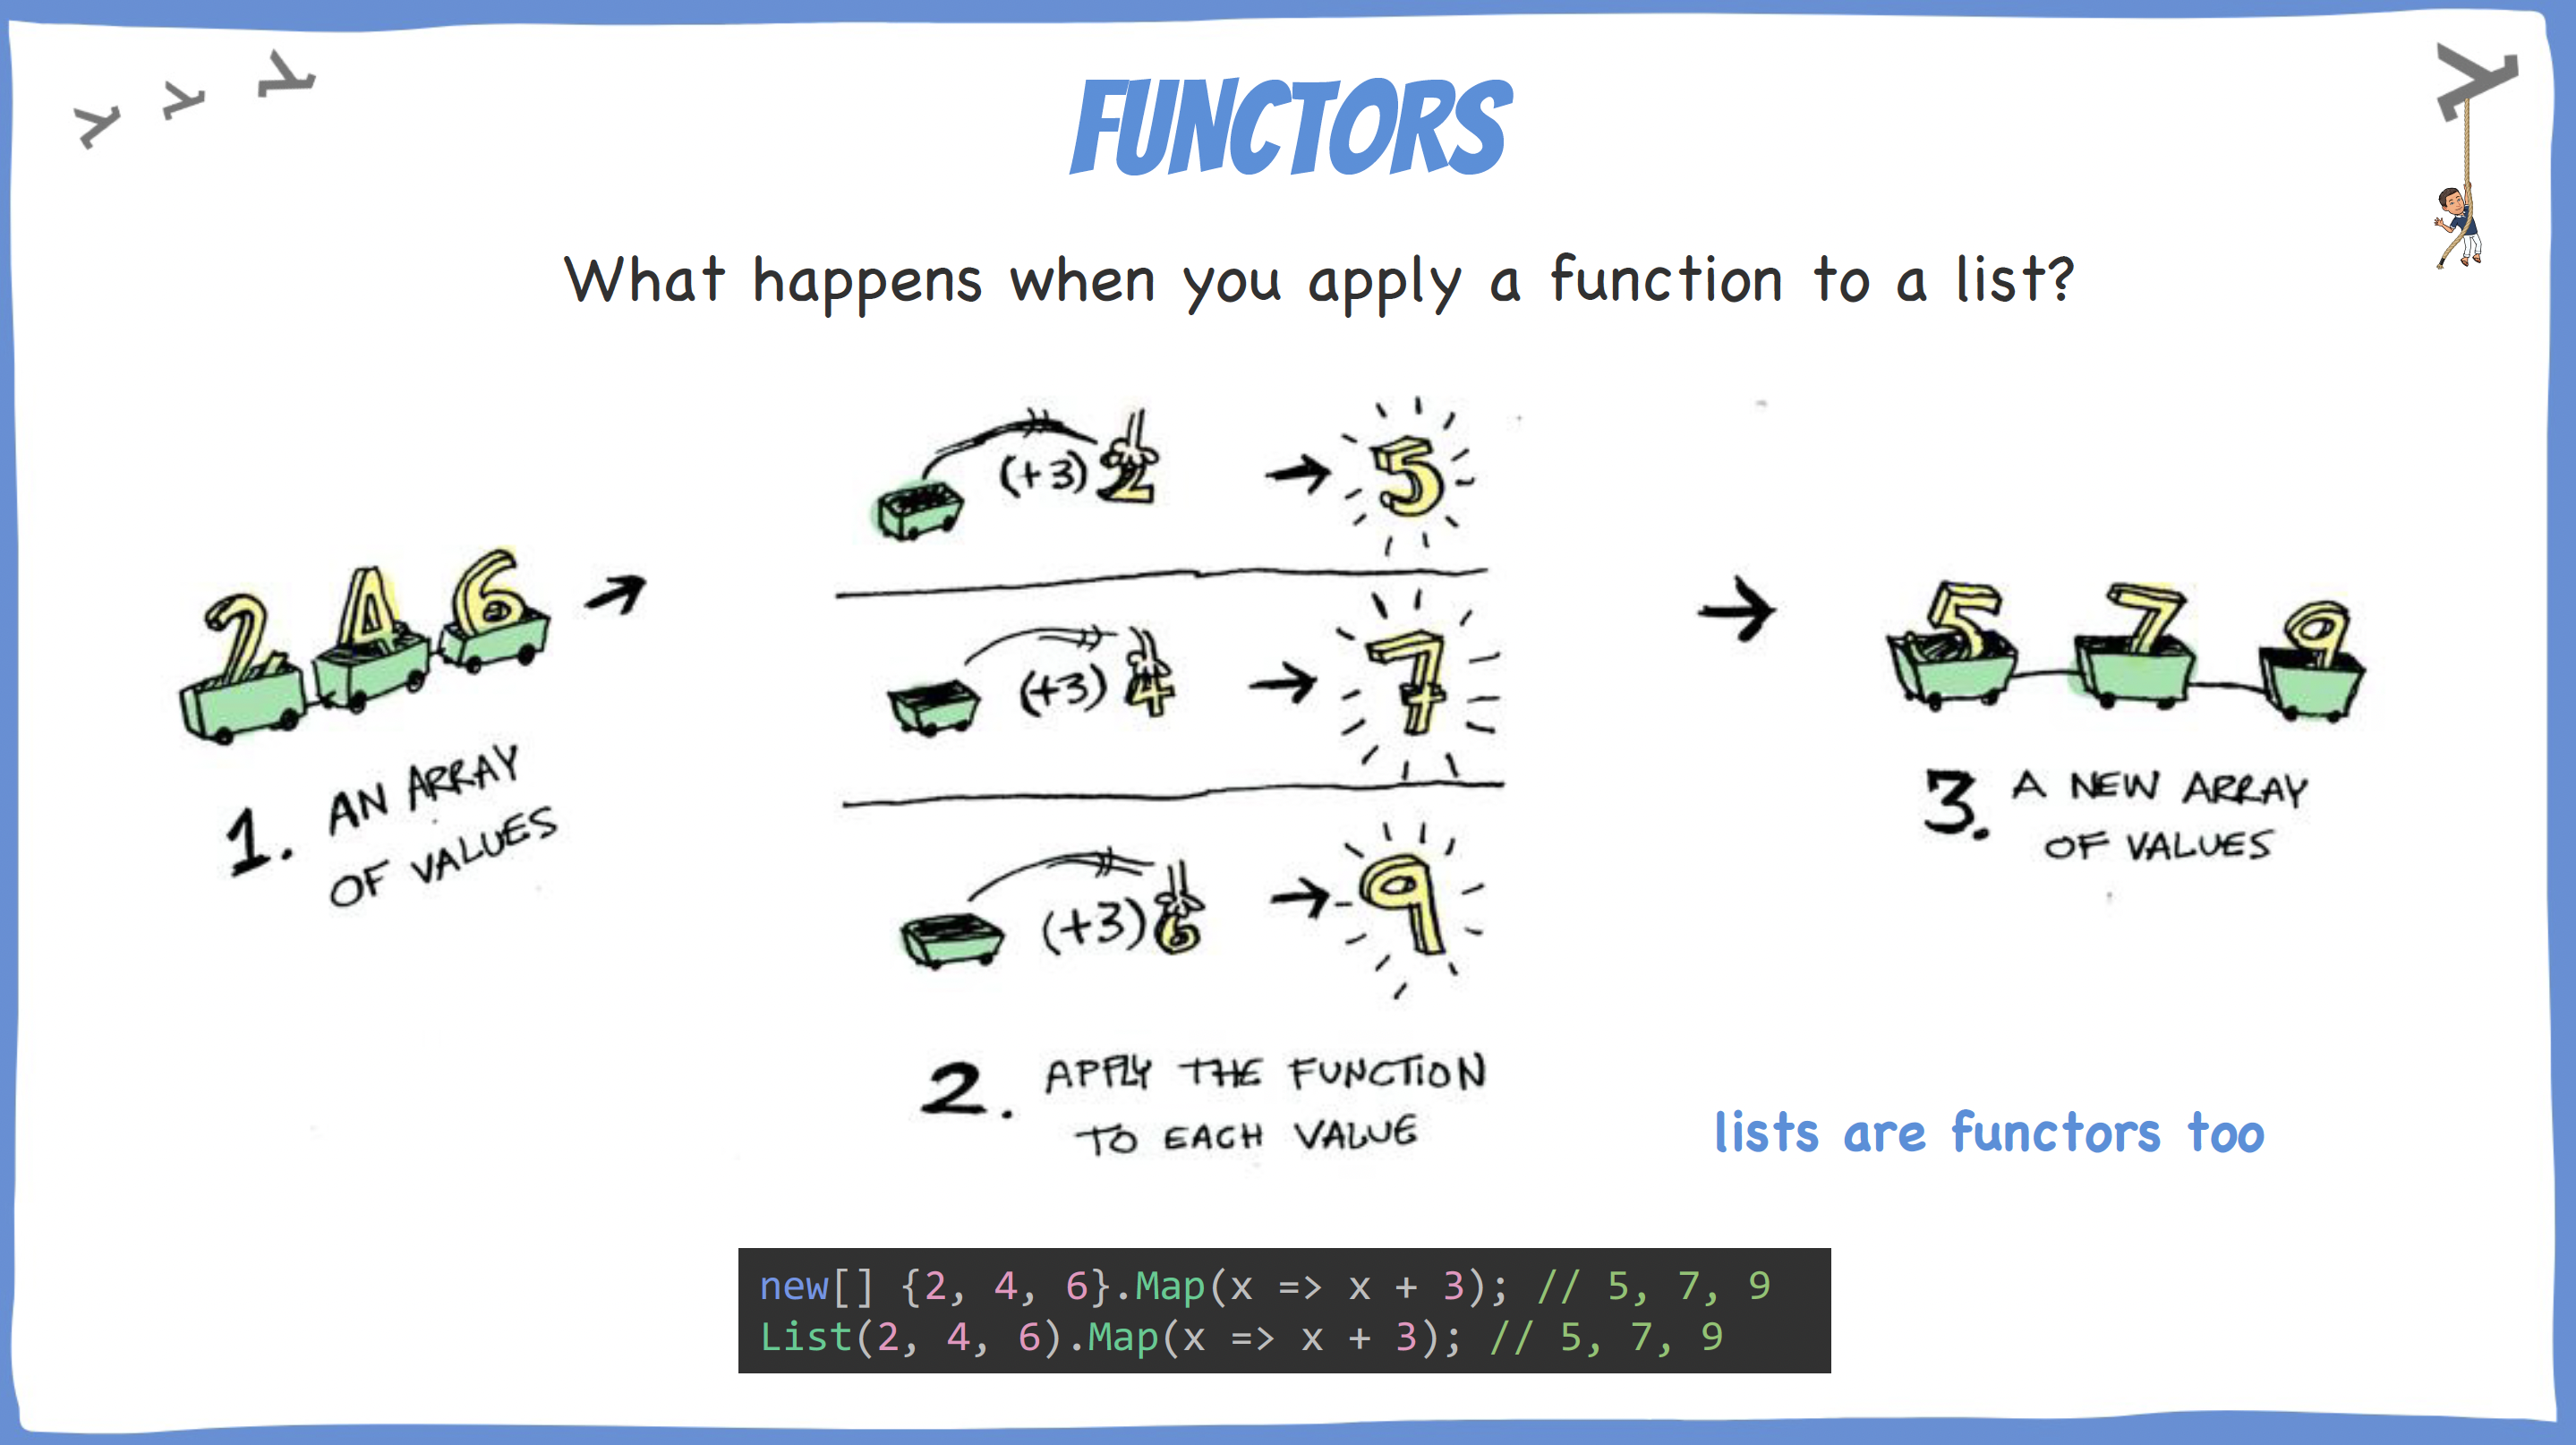 FUNCTORS
What happens when you apply a function to a list?
2 4 6
1. AN ARRAY
OF VALUES
(+3) 2 → 5
(+3) 4 → 7
(+3) 6 → 9
2. APPLY THE FUNCTION
TO EACH VALUE
5 7 9
3. A NEW ARRAY
OF VALUES
lists are functors too
new[] {2, 4, 6}.Map(x => x + 3); // 5, 7, 9
List(2, 4, 6).Map(x => x + 3); // 5, 7, 9